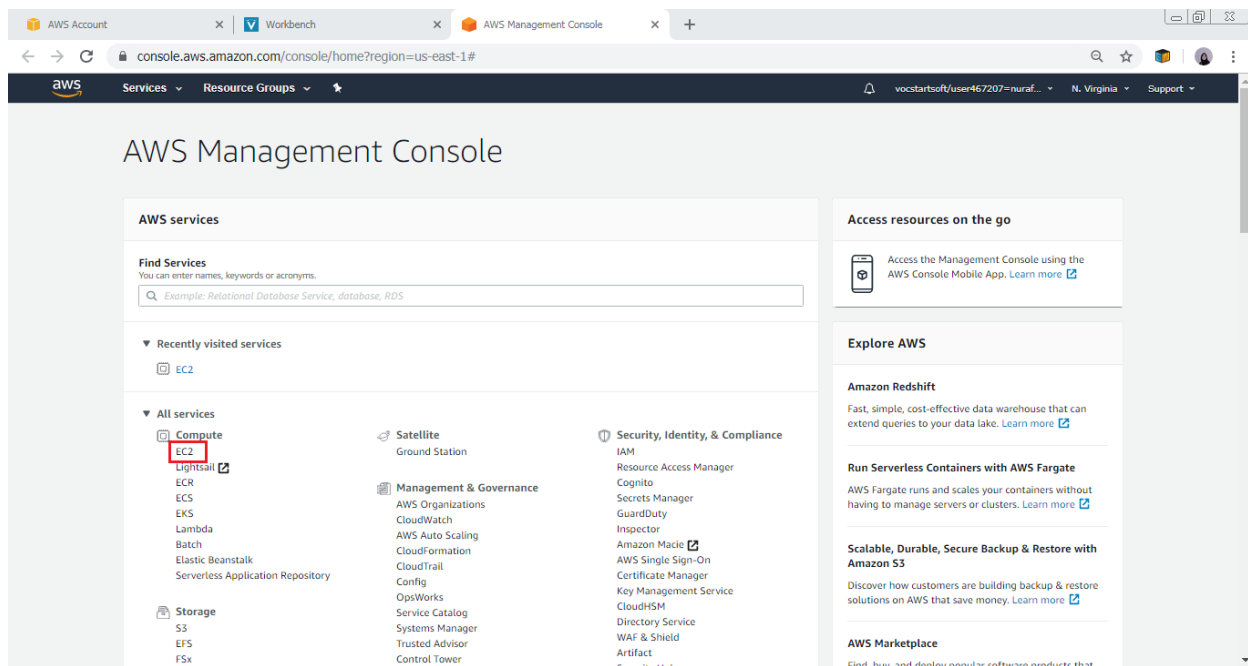 AWS Account
Workbench
AWS Management Console
console.aws.amazon.com/console/home?region=us-east-1#
aws
Services
Resource Groups
vocstartsoft/user467207=nuraf...
N. Virginia
Support
AWS Management Console
AWS services
Find Services
You can enter names, keywords or acronyms.
Example: Relational Database Service, database, RDS
Recently visited services
EC2
All services
Compute
EC2
Lightsail
ECR
ECS
EKS
Lambda
Batch
Elastic Beanstalk
Serverless Application Repository
Storage
S3
EFS
FSx
Satellite
Ground Station
Management & Governance
AWS Organizations
CloudWatch
AWS Auto Scaling
CloudFormation
CloudTrail
Config
OpsWorks
Service Catalog
Systems Manager
Trusted Advisor
Control Tower
Security, Identity, & Compliance
IAM
Resource Access Manager
Cognito
Secrets Manager
GuardDuty
Inspector
Amazon Macie
AWS Single Sign-On
Certificate Manager
Key Management Service
CloudHSM
Directory Service
WAF & Shield
Artifact
Access resources on the go
Access the Management Console using the
AWS Console Mobile App. Learn more
Explore AWS
Amazon Redshift
Fast, simple, cost-effective data warehouse that can
extend queries to your data lake. Learn more
Run Serverless Containers with AWS Fargate
AWS Fargate runs and scales your containers without
having to manage servers or clusters. Learn more
Scalable, Durable, Secure Backup & Restore with
Amazon S3
Discover how customers are building backup & restore
solutions on AWS that save money. Learn more
AWS Marketplace
Find, buy, and deploy popular software products that